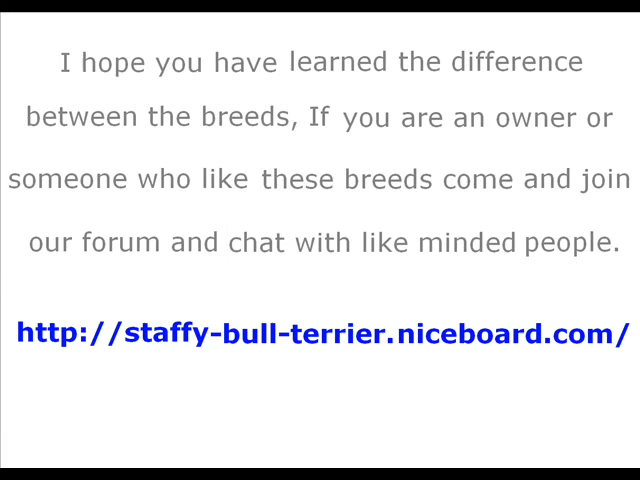 I hope you have learned the difference
between the breeds, If you are an owner or
someone who like these breeds come and join
our forum and chat with like minded people.
http://staffy-bull-terrier.niceboard.com/